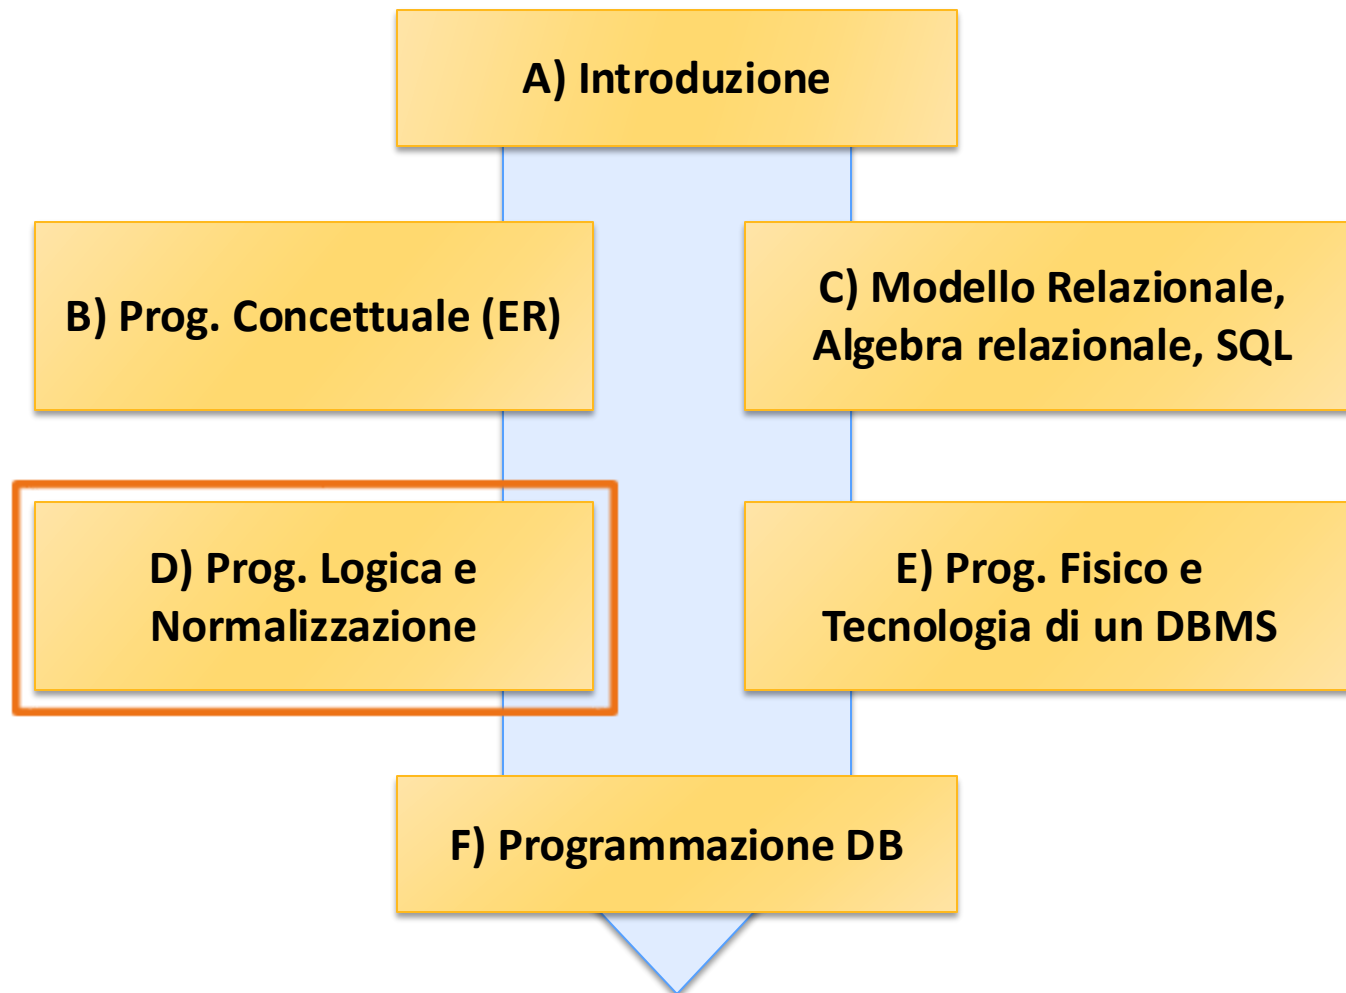 A) Introduzione
B) Prog. Concettuale (ER)
C) Modello Relazionale,
Algebra relazionale, SQL
D) Prog. Logica e
Normalizzazione
E) Prog. Fisico e
Tecnologia di un DBMS
F) Programmazione DB